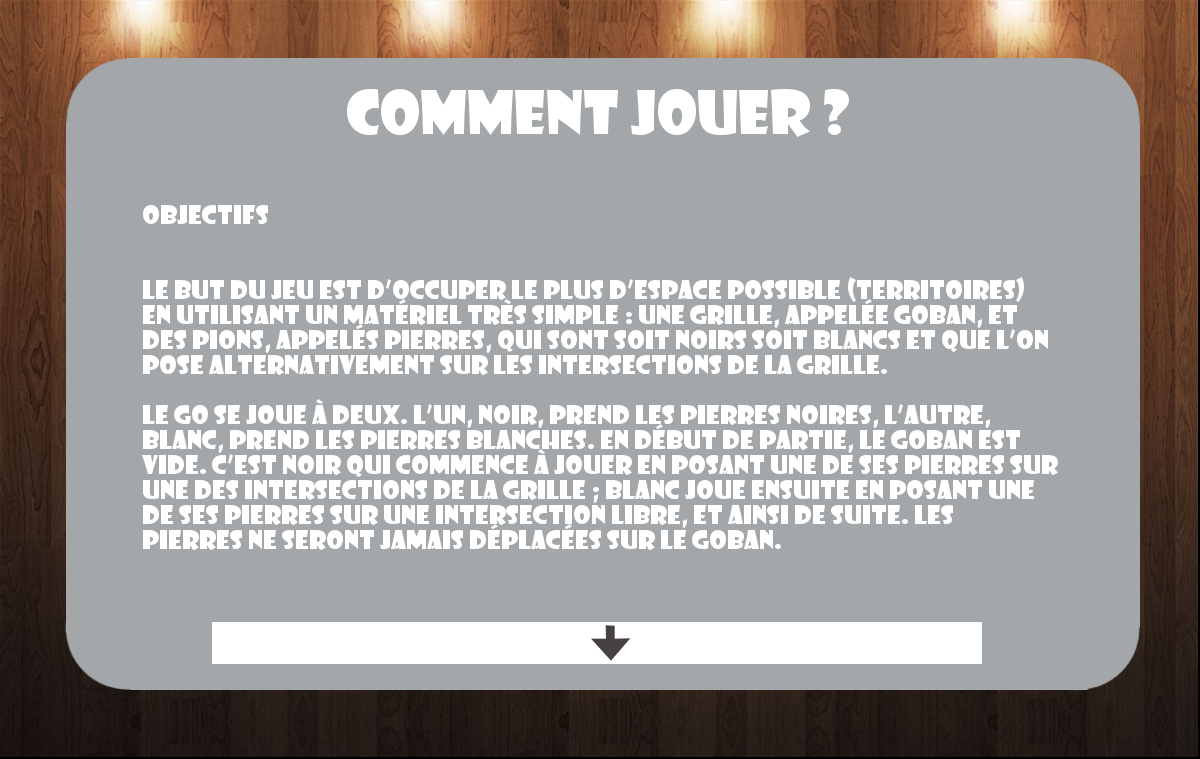 COMMENT JOUER ?
OBJECTIFS
LE BUT DU JEU EST D'OCCUPER LE PLUS D'ESPACE POSSIBLE (TERRITOIRES)
EN UTILISANT UN MATÉRIEL TRÈS SIMPLE : UNE GRILLE, APPELÉE GOBAN, ET
DES PIONS, APPELÉS PIERRES, QUI SONT SOIT NOIRS SOIT BLANCS ET QUE L'ON
POSE ALTERNATIVEMENT SUR LES INTERSECTIONS DE LA GRILLE.
LE GO SE JOUE À DEUX. L'UN, NOIR, PREND LES PIERRES NOIRES, L'AUTRE,
BLANC, PREND LES PIERRES BLANCHES. EN DÉBUT DE PARTIE, LE GOBAN EST
VIDE. C'EST NOIR QUI COMMENCE À JOUER EN POSANT UNE DE SES PIERRES SUR
UNE DES INTERSECTIONS DE LA GRILLE ; BLANC JOUE ENSUITE EN POSANT UNE
DE SES PIERRES SUR UNE INTERSECTION LIBRE, ET AINSI DE SUITE. LES
PIERRES NE SERONT JAMAIS DÉPLACÉES SUR LE GOBAN.